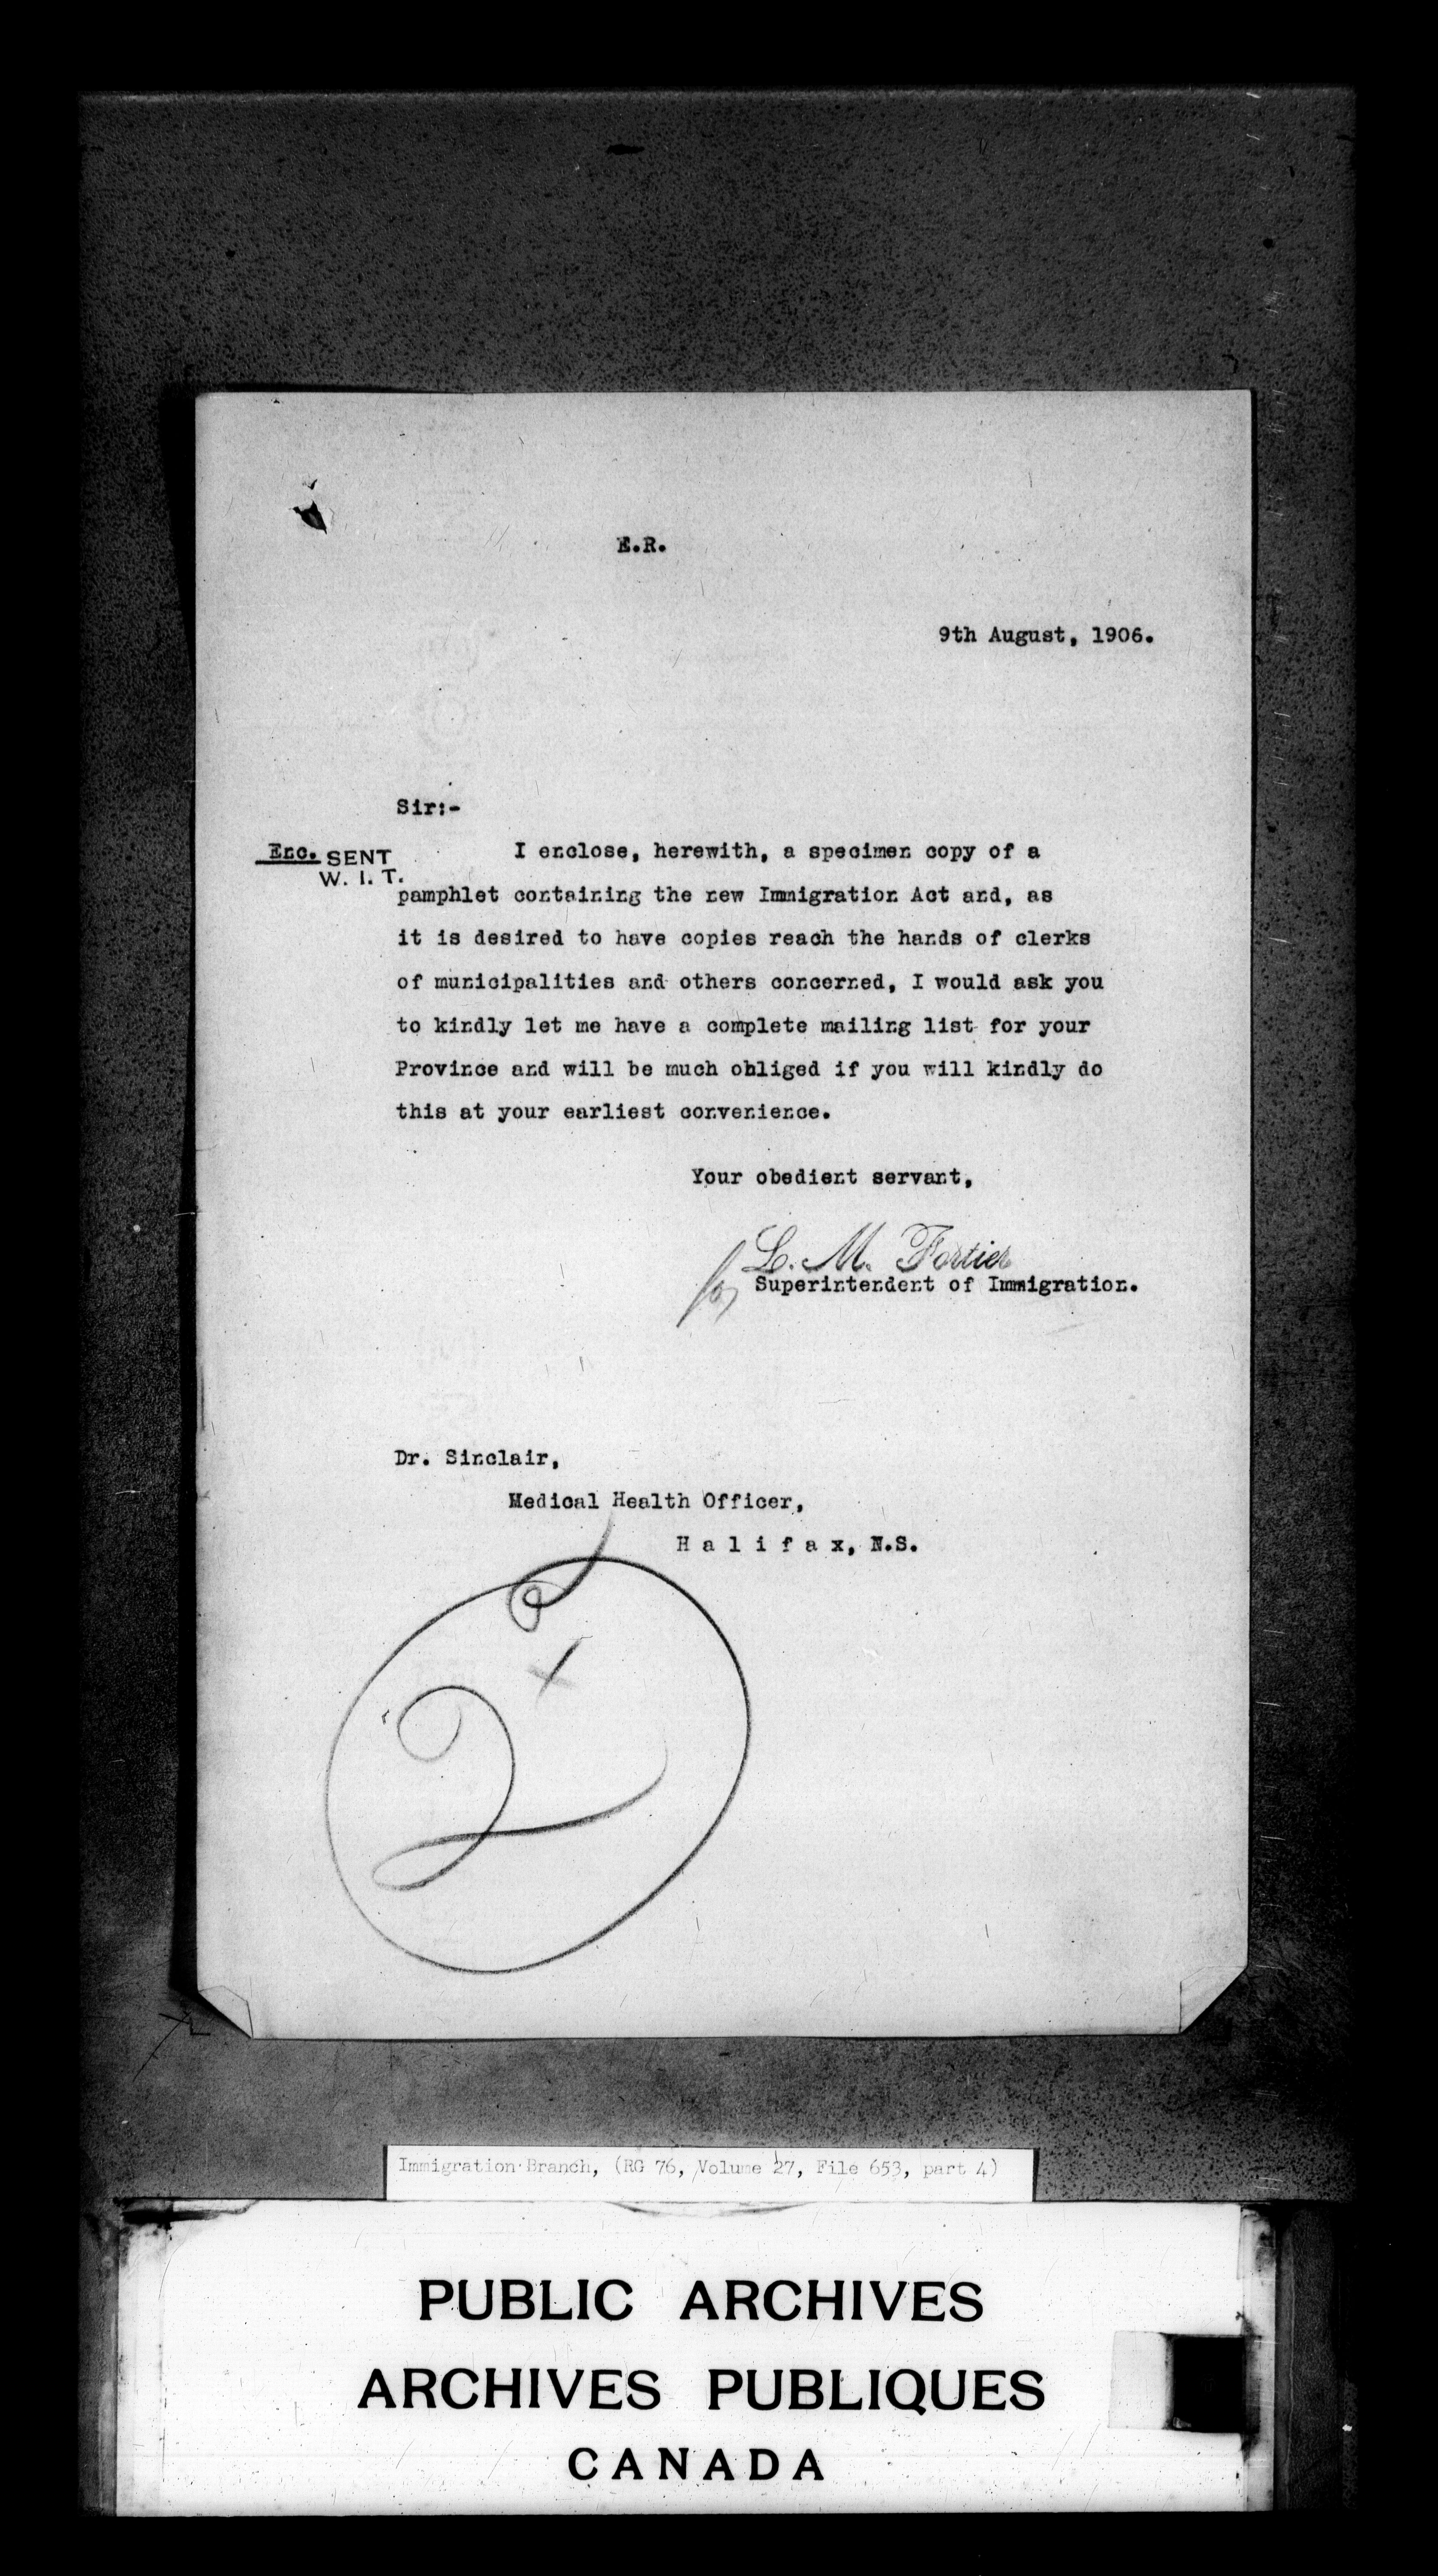 E.R.
9th August, 1906.
Sir:-
Enc. SENT
W. I. T.
I enclose, herewith, a specimen copy of a
pamphlet containing the new Immigration Act and, as
it is desired to have copies reach the hands of clerks
of municipalities and others concerned, I would ask you
to kindly let me have a complete mailing list for your
Province and will be much obliged if you will kindly do
this at your earliest convenience.
Your obedient servant,
L. M. Fortier
for Superintendent of Immigration.
Dr. Sinclair,
Medical Health Officer,
Halifax, N.S.
2
Immigration Branch, (RG 76, Volume 27, File 653, part 4)
PUBLIC ARCHIVES
ARCHIVES PUBLIQUES
CANADA